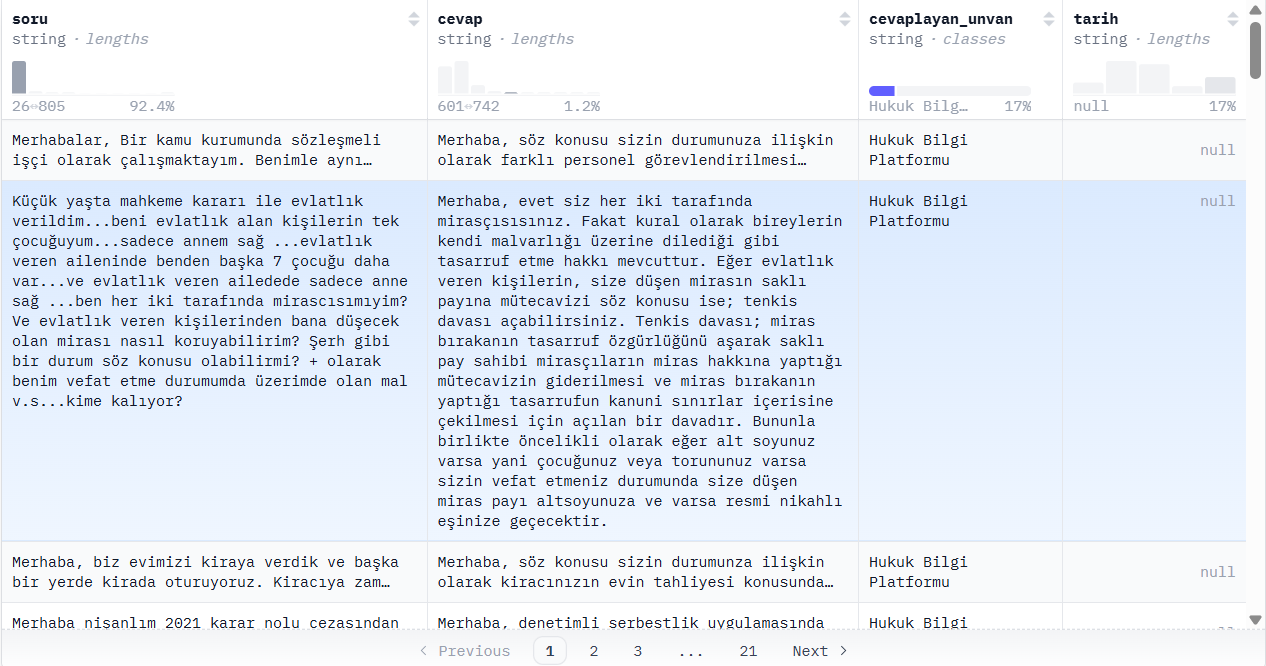 soru
string · lengths
26↔805 92.4%
cevap
string · lengths
601↔742 1.2%
cevaplayan_unvan
string · classes
Hukuk Bilg… 17%
tarih
string · lengths
null 17%
Merhabalar, Bir kamu kurumunda sözleşmeli
işçi olarak çalışmaktayım. Benimle aynı…
Merhaba, söz konusu sizin durumunuza ilişkin
olarak farklı personel görevlendirilmesi…
Hukuk Bilgi
Platformu
null
Küçük yaşta mahkeme kararı ile evlatlık
verildim...beni evlatlık alan kişilerin tek
çocuğuyum...sadece annem sağ ...evlatlık
veren aileninde benden başka 7 çocuğu daha
var...ve evlatlık veren ailedede sadece anne
sağ ...ben her iki tarafında mirascısımıyim?
Ve evlatlık veren kişilerinden bana düşecek
olan mirası nasıl koruyabilirim? Şerh gibi
bir durum söz konusu olabilirmi? + olarak
benim vefat etme durumumda üzerimde olan mal
v.s...kime kalıyor?
Merhaba, evet siz her iki tarafında
mirasçısısınız. Fakat kural olarak bireylerin
kendi malvarlığı üzerine dilediği gibi
tasarruf etme hakkı mevcuttur. Eğer evlatlık
veren kişilerin, size düşen mirasın saklı
payına mütecavizi söz konusu ise; tenkis
davası açabilirsiniz. Tenkis davası; miras
bırakanın tasarruf özgürlüğünü aşarak saklı
pay sahibi mirasçıların miras hakkına yaptığı
mütecavizin giderilmesi ve miras bırakanın
yaptığı tasarrufun kanuni sınırlar içerisine
çekilmesi için açılan bir davadır. Bununla
birlikte öncelikli olarak eğer alt soyunuz
varsa yani çocuğunuz veya torununuz varsa
sizin vefat etmeniz durumunda size düşen
miras payı altsoyunuza ve varsa resmi nikahlı
eşinize geçecektir.
Hukuk Bilgi
Platformu
null
Merhaba, biz evimizi kiraya verdik ve başka
bir yerde kirada oturuyoruz. Kiracıya zam…
Merhaba, söz konusu sizin durumunza ilişkin
olarak kiracınızın evin tahliyesi konusunda…
Hukuk Bilgi
Platformu
null
Merhaba nişanlım 2021 karar nolu cezasından
Merhaba, denetimli serbestlik uygulamasında
Hukuk Bilgi
Previous 1 2 3 ... 21 Next